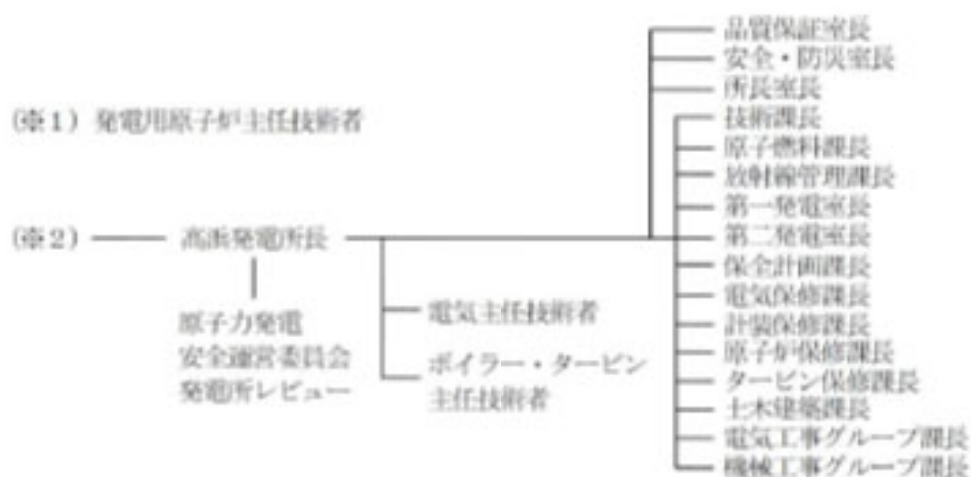 (※1) 発電用原子炉主任技術者
(※2)
高浜発電所長
原子力発電
安全運営委員会
発電所レビュー
電気主任技術者
ボイラー・タービン
主任技術者
品質保証室長
安全・防災室長
所長室長
技術課長
原子燃料課長
放射線管理課長
第一発電室長
第二発電室長
保全計画課長
電気保修課長
計装保修課長
原子炉保修課長
タービン保修課長
土木建築課長
電気工事グループ課長
機械工事グループ課長